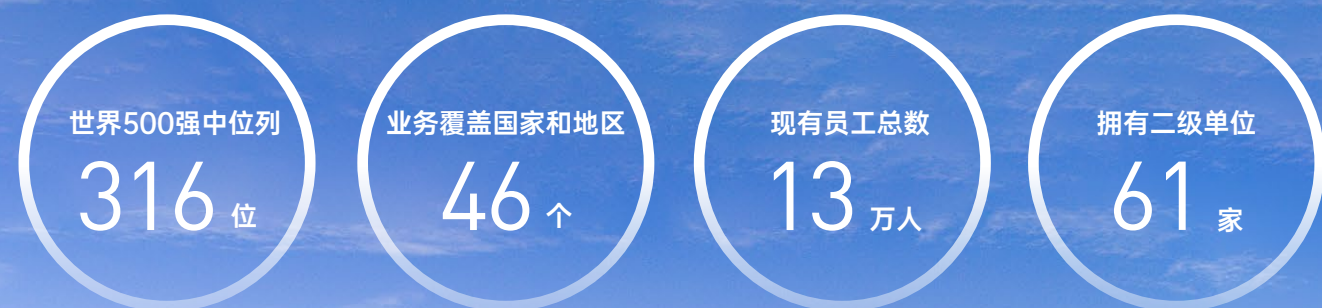 世界500强中位列
316 位
业务覆盖国家和地区
46 个
现有员工总数
13 万人
拥有二级单位
61 家